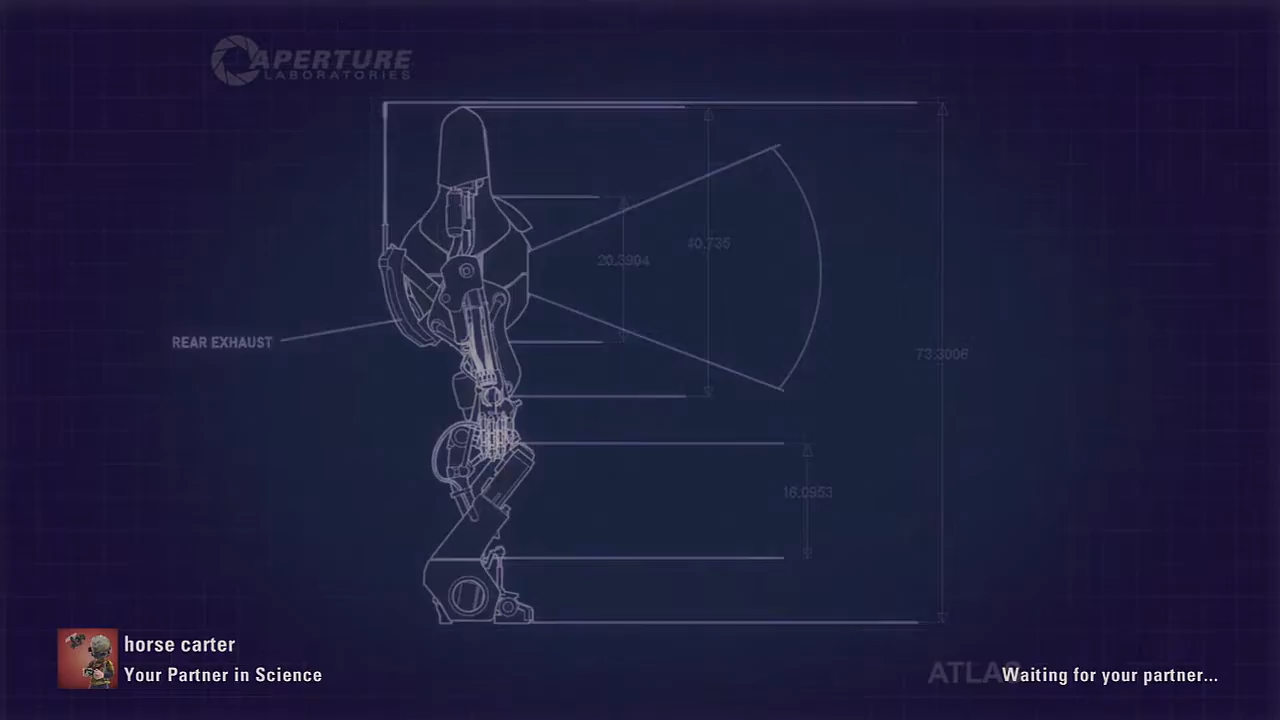 APERTURE
LABORATORIES
40.735
20.3904
REAR EXHAUST
73.3006
16.0953
horse carter
Your Partner in Science
ATLAS
Waiting for your partner...